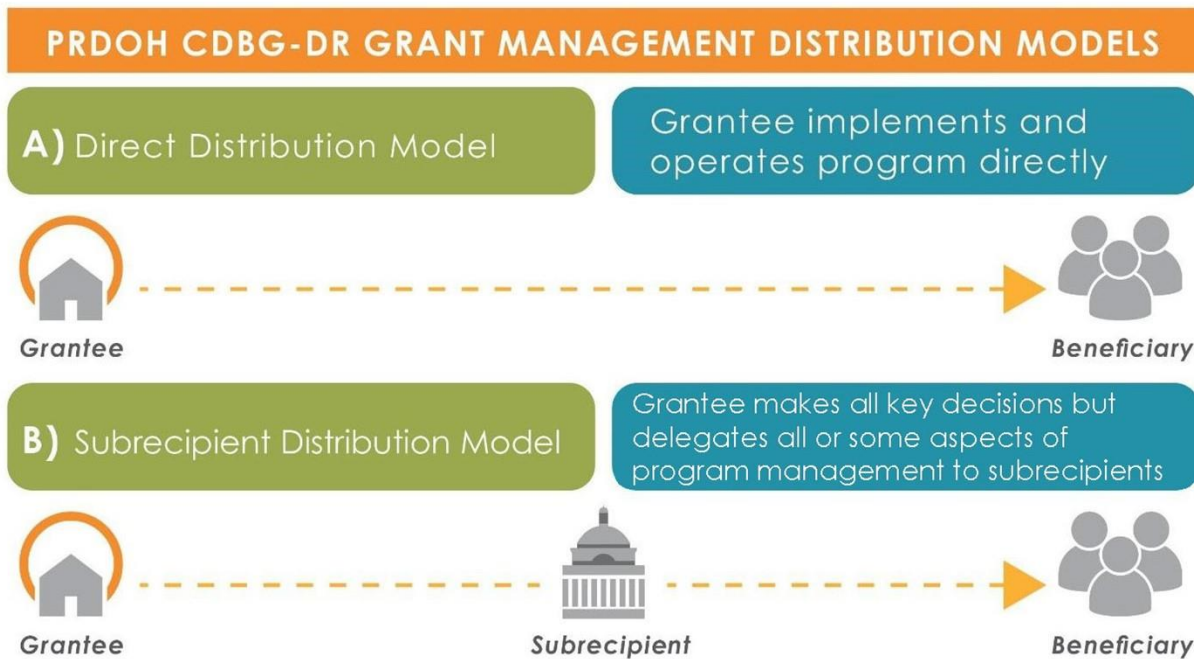 PRDOH CDBG-DR GRANT MANAGEMENT DISTRIBUTION MODELS
A) Direct Distribution Model
Grantee implements and
operates program directly
Grantee
Beneficiary
B) Subrecipient Distribution Model
Grantee makes all key decisions but
delegates all or some aspects of
program management to subrecipients
Grantee
Subrecipient
Beneficiary